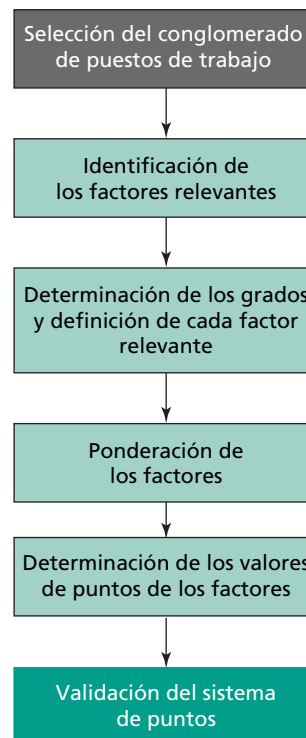 Selección del conglomerado
de puestos de trabajo
Identificación de
los factores relevantes
Determinación de los grados
y definición de cada factor
relevante
Ponderación de
los factores
Determinación de los valores
de puntos de los factores
Validación del sistema
de puntos